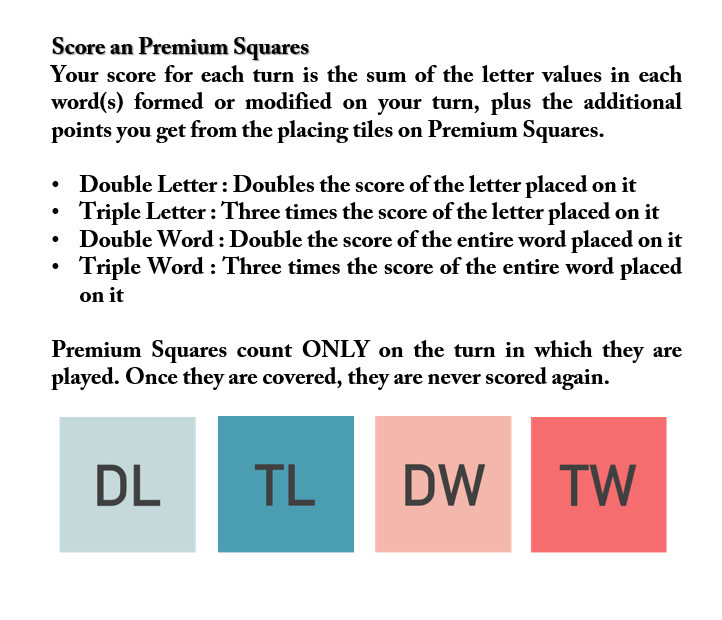 Score an Premium Squares
Your score for each turn is the sum of the letter values in each
word(s) formed or modified on your turn, plus the additional
points you get from the placing tiles on Premium Squares.
• Double Letter : Doubles the score of the letter placed on it
• Triple Letter : Three times the score of the letter placed on it
• Double Word : Double the score of the entire word placed on it
• Triple Word : Three times the score of the entire word placed
on it
Premium Squares count ONLY on the turn in which they are
played. Once they are covered, they are never scored again.
DL TL DW TW